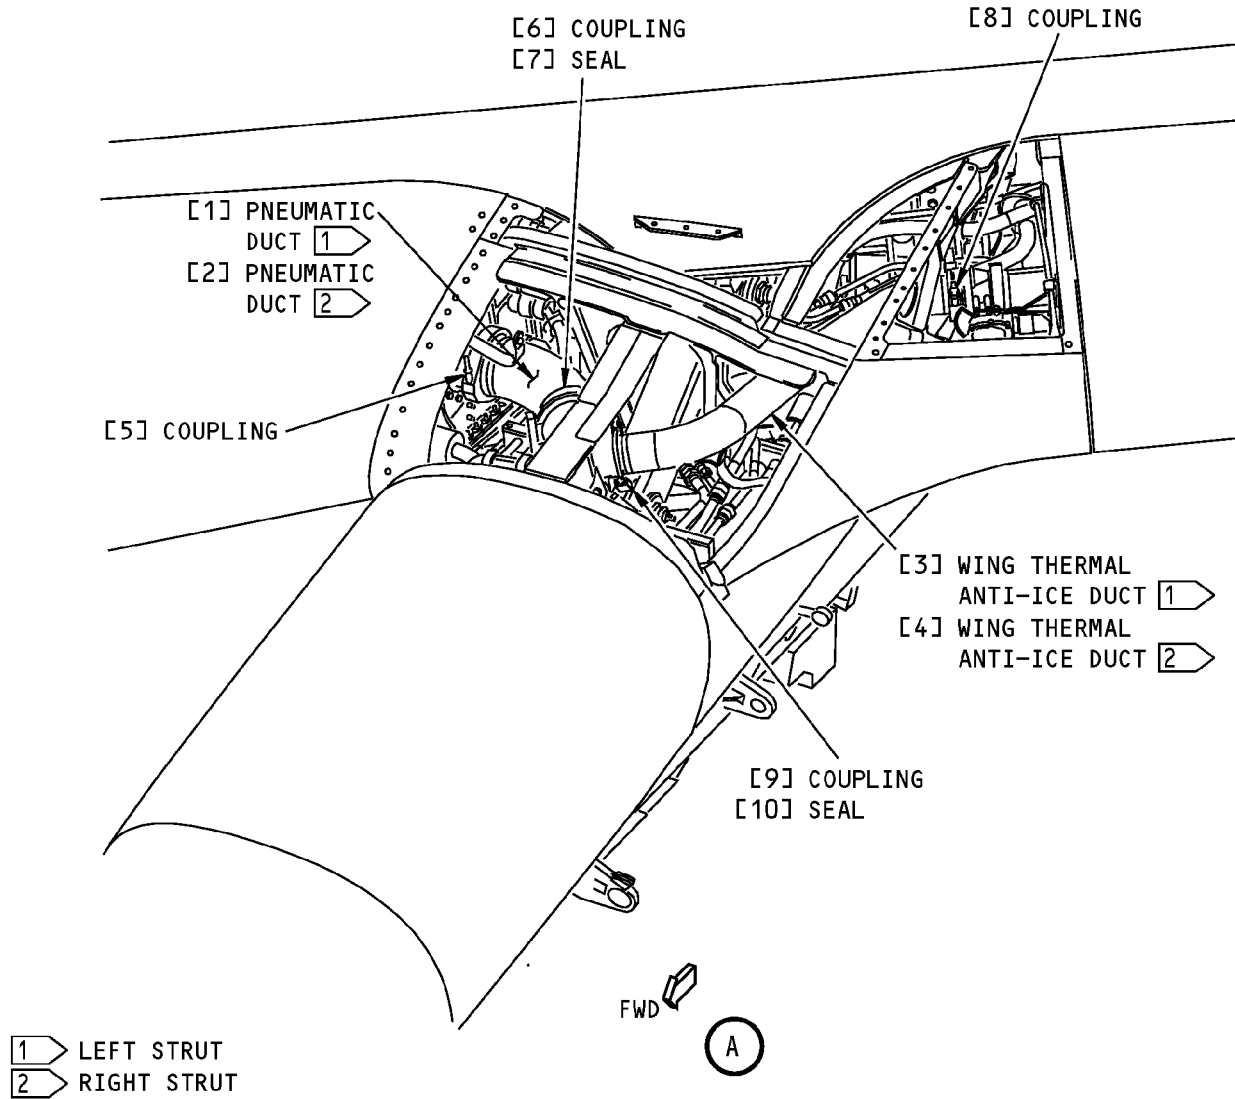 [6] COUPLING
[7] SEAL
[8] COUPLING
[1] PNEUMATIC
DUCT 1
[2] PNEUMATIC
DUCT 2
[5] COUPLING
[3] WING THERMAL
ANTI-ICE DUCT 1
[4] WING THERMAL
ANTI-ICE DUCT 2
[9] COUPLING
[10] SEAL
FWD
A
1 LEFT STRUT
2 RIGHT STRUT